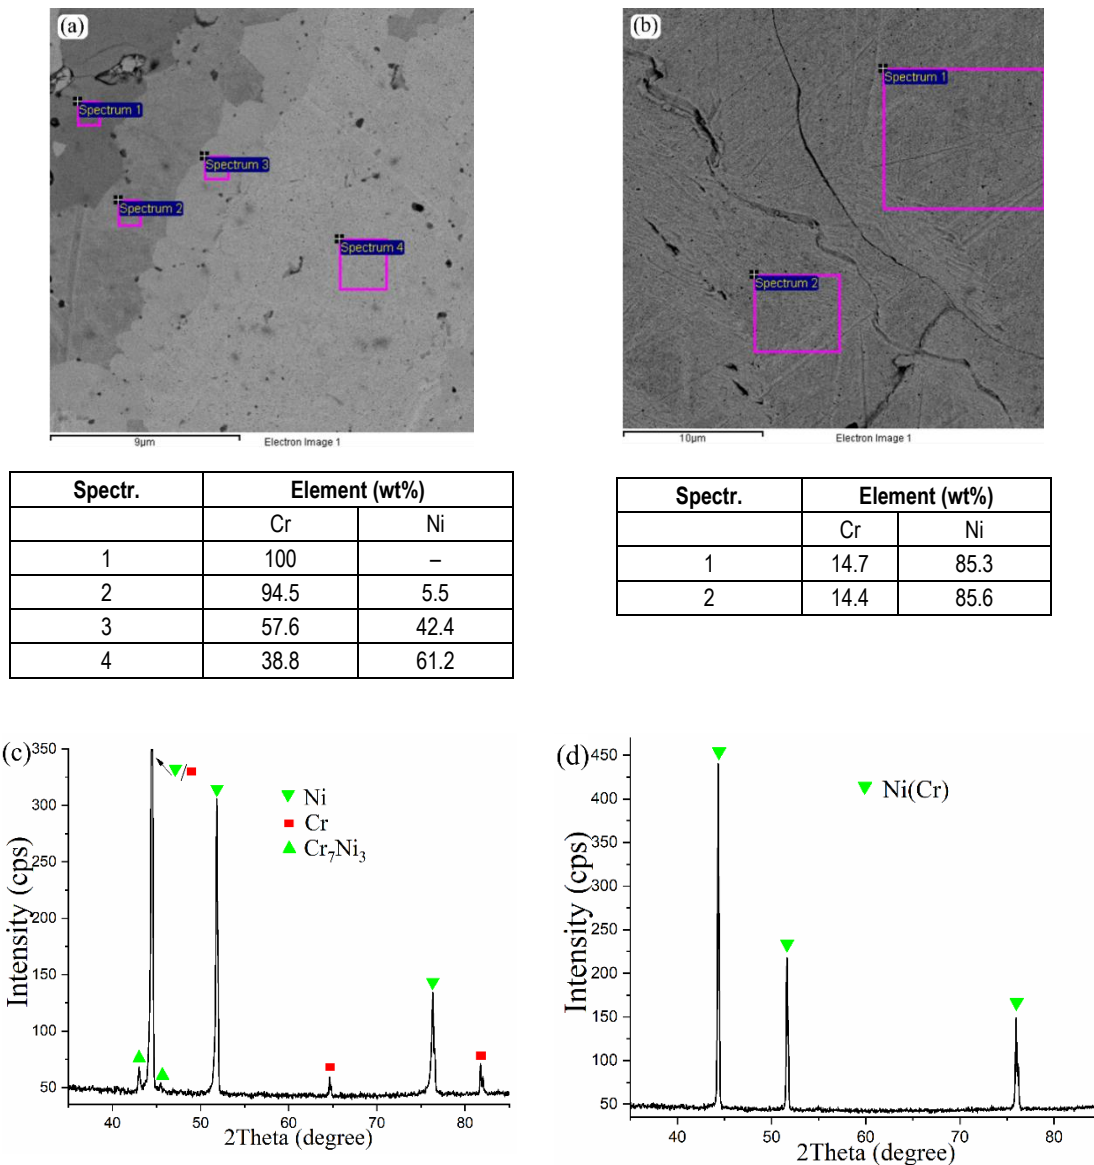 (a)
Spectrum 1
Spectrum 3
Spectrum 2
Spectrum 4
9µm
Electron Image 1
(b)
Spectrum 1
Spectrum 2
10µm
Electron Image 1
Spectr. Element (wt%)
Cr Ni
1 100 –
2 94.5 5.5
3 57.6 42.4
4 38.8 61.2
Spectr. Element (wt%)
Cr Ni
1 14.7 85.3
2 14.4 85.6
(c)
350
300
250
200
150
100
50
Intensity (cps)
/
Ni
Cr
Cr₇Ni₃
40 50 60 70 80
2Theta (degree)
(d)
450
400
350
300
250
200
150
100
50
Intensity (cps)
Ni(Cr)
40 50 60 70 80
2Theta (degree)